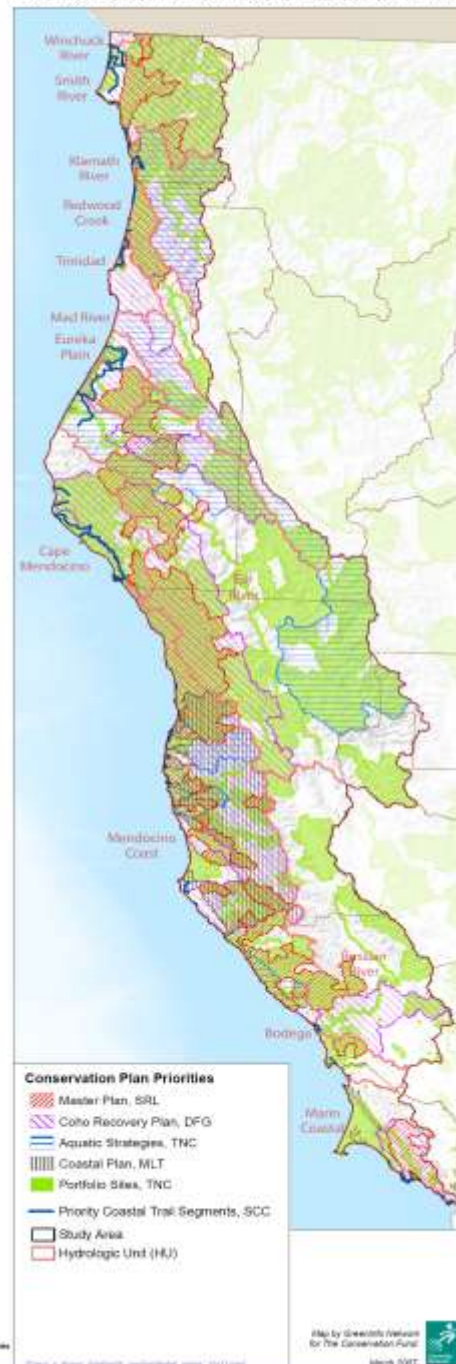 Winchuck
River
Smith
River
Klamath
River
Redwood
Creek
Trinidad
Mad River
Eureka
Plain
Cape
Mendocino
Eel
River
Mendocino
Coast
Russian
River
Bodega
Marin
Coastal
Conservation Plan Priorities
Master Plan, SRL
Coho Recovery Plan, DFG
Aquatic Strategies, TNC
Coastal Plan, MLT
Portfolio Sites, TNC
Priority Coastal Trail Segments, SCC
Study Area
Hydrologic Unit (HU)
Map by GreenInfo Network
for The Conservation Fund
March 2007